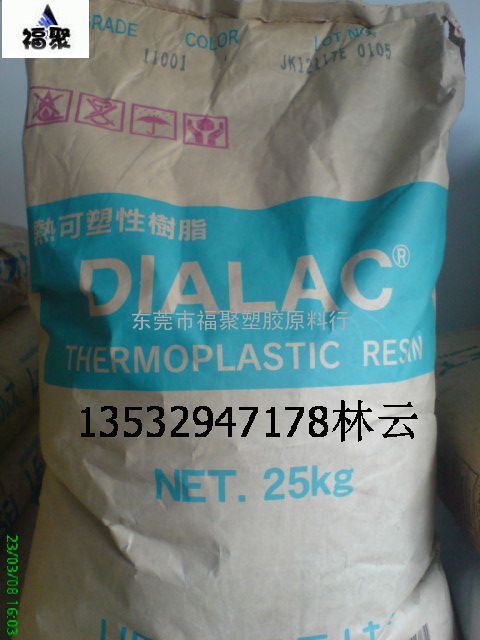 福聚
GRADE COLOR LOT.NO.
11001 JK12117E 0105
熱可塑性樹脂
DIALAC®
东莞市福聚塑胶原料行
THERMOPLASTIC RESIN
13532947178林云
NET. 25kg
23/03/08 16:03